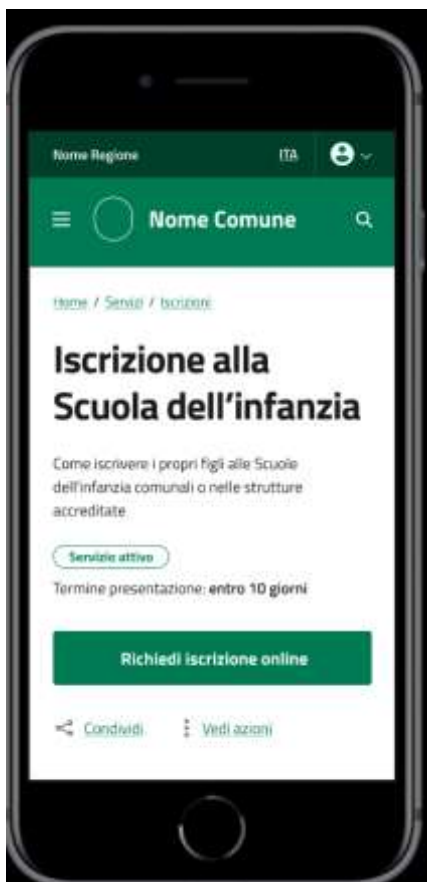 Nome Regione ITA
Nome Comune
Home / Servizi / Iscrizioni
Iscrizione alla
Scuola dell'infanzia
Come iscrivere i propri figli alle Scuole
dell'infanzia comunali o nelle strutture
accreditate
Servizio attivo
Termine presentazione: entro 10 giorni
Richiedi iscrizione online
Condividi Vedi azioni